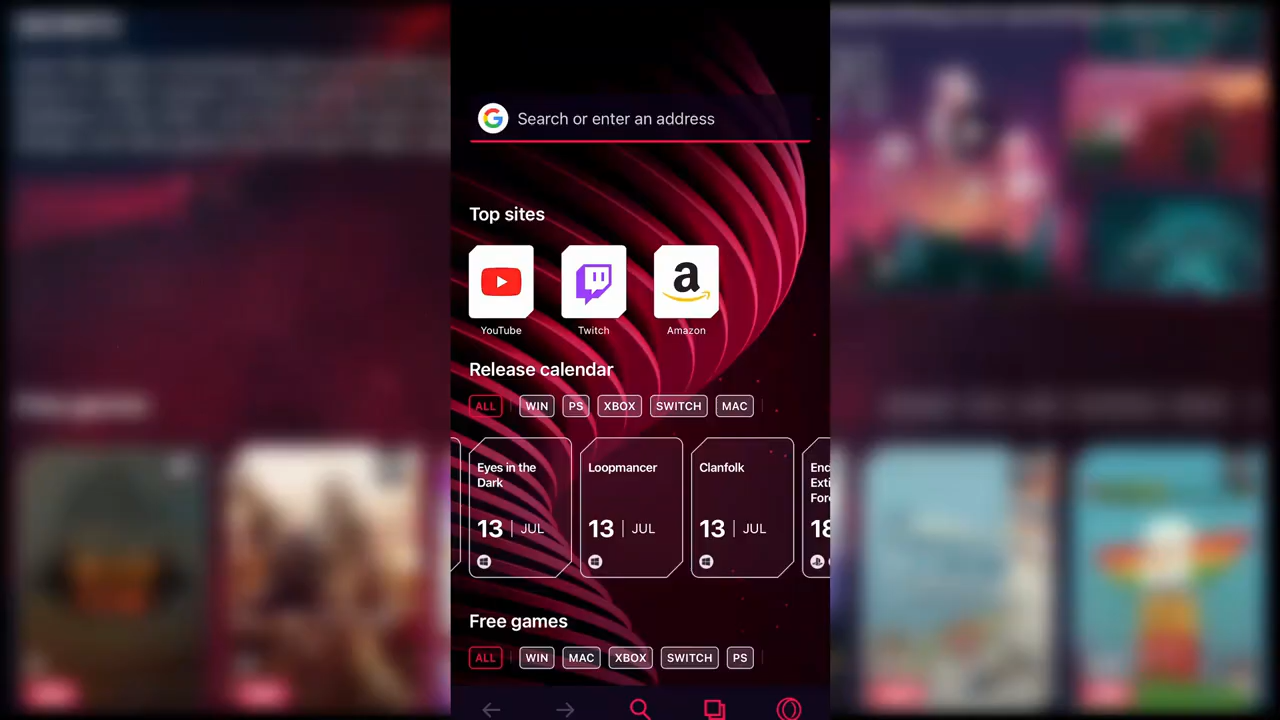 Search or enter an address
Top sites
YouTube
Twitch
a
Amazon
Release calendar
ALL
WIN
PS
XBOX
SWITCH
MAC
Eyes in the
Dark
13 | JUL
Loopmancer
13 | JUL
Clanfolk
13 | JUL
18
Free games
ALL
WIN
MAC
XBOX
SWITCH
PS